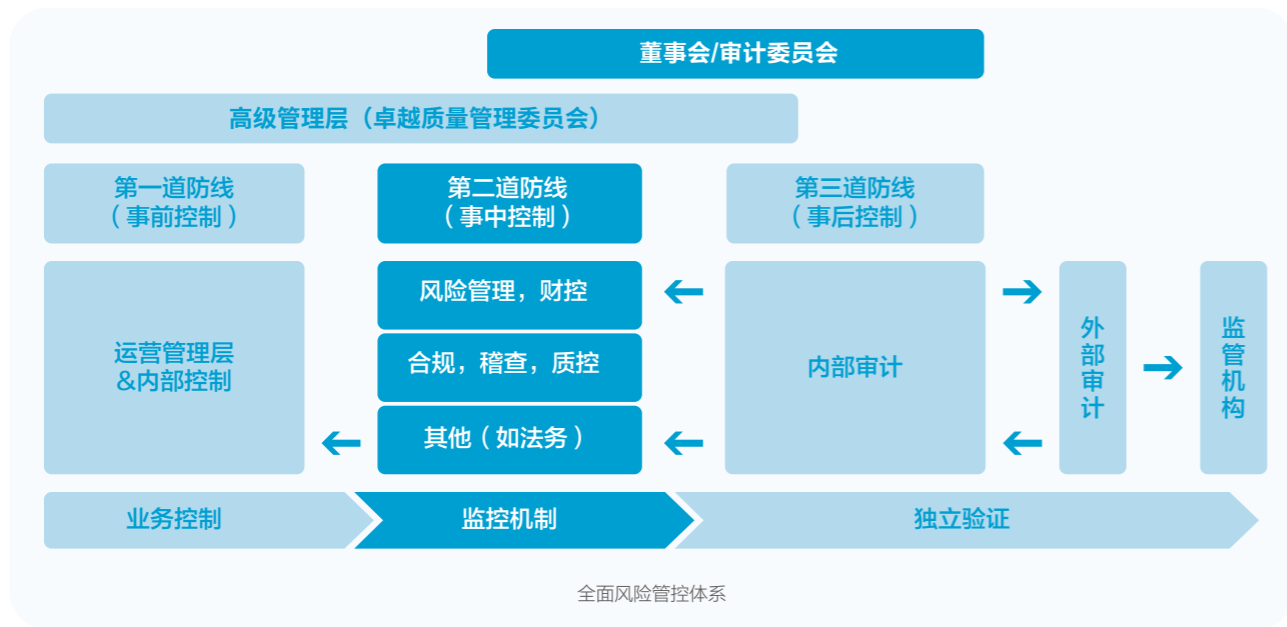 董事会/审计委员会
高级管理层（卓越质量管理委员会）
第一道防线
（事前控制）
第二道防线
（事中控制）
第三道防线
（事后控制）
运营管理层
&内部控制
风险管理，财控
合规，稽查，质控
其他（如法务）
内部审计
外部审计
监管机构
业务控制
监控机制
独立验证
全面风险管控体系